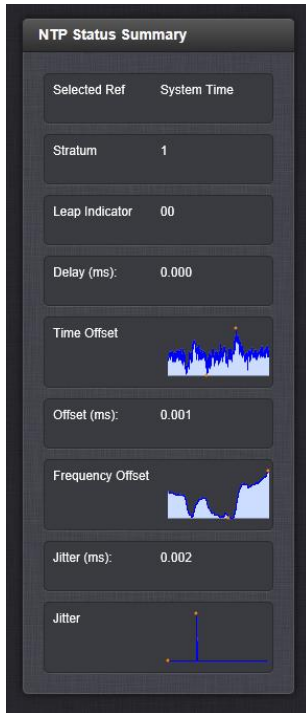 NTP Status Summary
Selected Ref System Time
Stratum 1
Leap Indicator 00
Delay (ms): 0.000
Time Offset
Offset (ms): 0.001
Frequency Offset
Jitter (ms): 0.002
Jitter